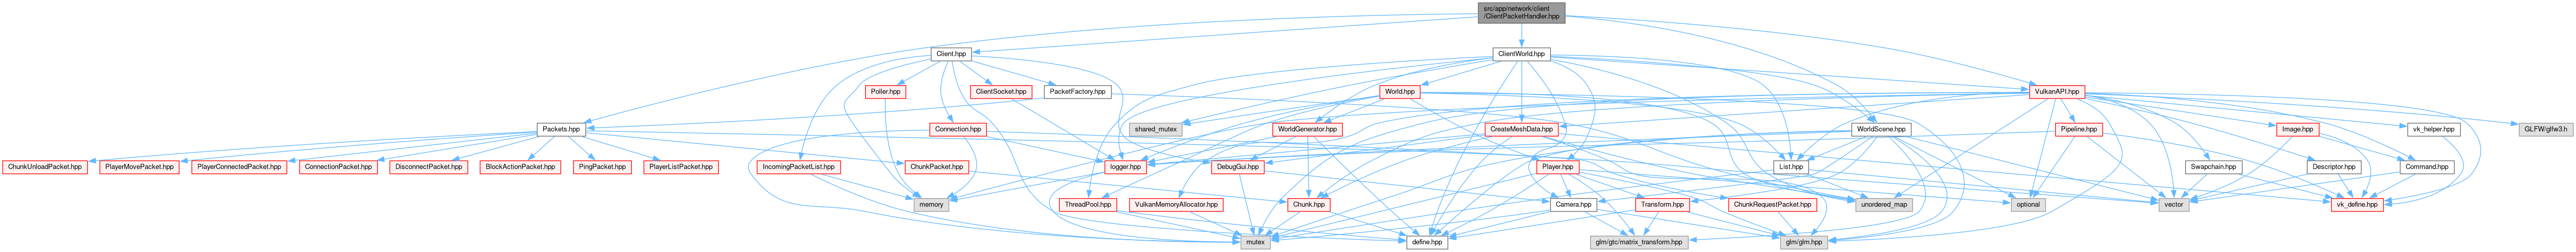 src/app/network/client
/ClientPacketHandler.hpp
Client.hpp
ClientWorld.hpp
Poller.hpp
ClientSocket.hpp
PacketFactory.hpp
World.hpp
VulkanAPI.hpp
Packets.hpp
Connection.hpp
shared_mutex
WorldGenerator.hpp
CreateMeshData.hpp
WorldScene.hpp
Pipeline.hpp
Image.hpp
vk_helper.hpp
GLFW/glfw3.h
ChunkUnloadPacket.hpp
PlayerMovePacket.hpp
PlayerConnectedPacket.hpp
ConnectionPacket.hpp
DisconnectPacket.hpp
BlockActionPacket.hpp
PingPacket.hpp
PlayerListPacket.hpp
IncomingPacketList.hpp
ChunkPacket.hpp
logger.hpp
DebugGui.hpp
Player.hpp
List.hpp
Swapchain.hpp
Descriptor.hpp
Command.hpp
memory
ThreadPool.hpp
VulkanMemoryAllocator.hpp
Chunk.hpp
Camera.hpp
Transform.hpp
ChunkRequestPacket.hpp
unordered_map
optional
vector
vk_define.hpp
mutex
define.hpp
glm/gtc/matrix_transform.hpp
glm/glm.hpp